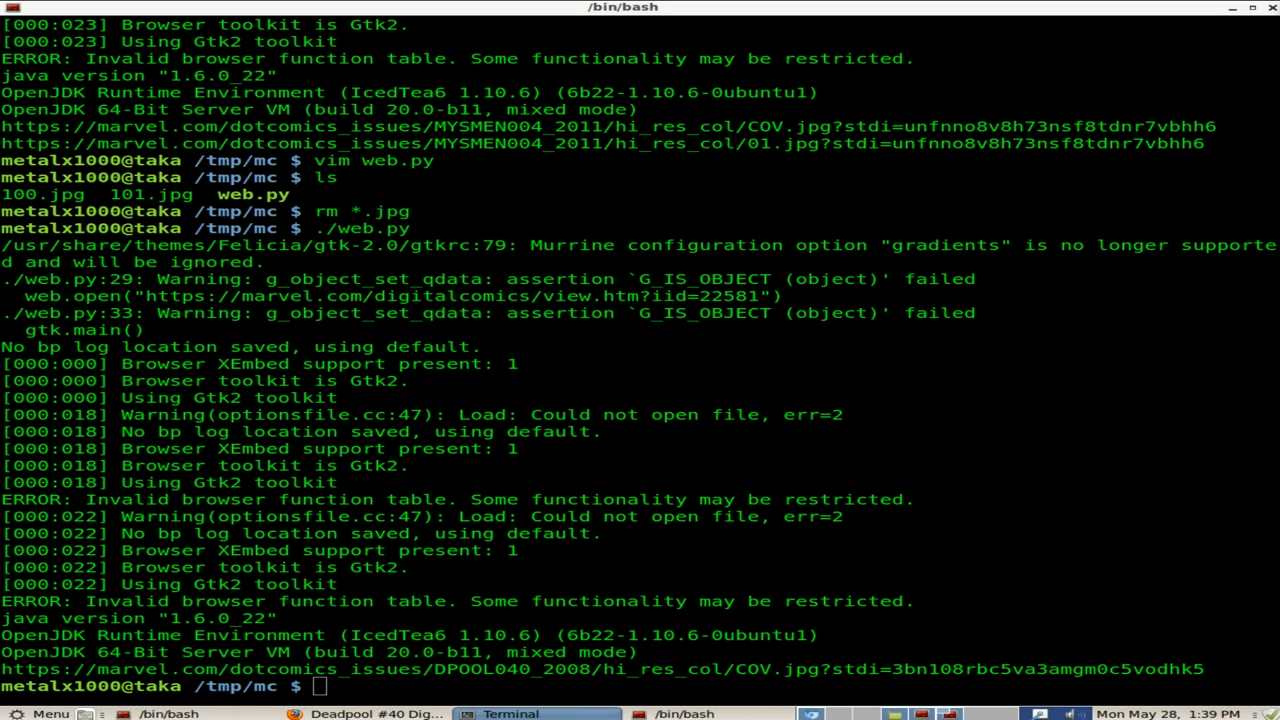 /bin/bash
[000:023] Browser toolkit is Gtk2.
[000:023] Using Gtk2 toolkit
ERROR: Invalid browser function table. Some functionality may be restricted.
java version "1.6.0_22"
OpenJDK Runtime Environment (IcedTea6 1.10.6) (6b22-1.10.6-0ubuntu1)
OpenJDK 64-Bit Server VM (build 20.0-b11, mixed mode)
https://marvel.com/dotcomics_issues/MYSMEN004_2011/hi_res_col/COV.jpg?stdi=unfnno8v8h73nsf8tdnr7vbhh6
https://marvel.com/dotcomics_issues/MYSMEN004_2011/hi_res_col/01.jpg?stdi=unfnno8v8h73nsf8tdnr7vbhh6
metalx1000@taka /tmp/mc $ vim web.py
metalx1000@taka /tmp/mc $ ls
100.jpg 101.jpg web.py
metalx1000@taka /tmp/mc $ rm *.jpg
metalx1000@taka /tmp/mc $ ./web.py
/usr/share/themes/Felicia/gtk-2.0/gtkrc:79: Murrine configuration option "gradients" is no longer supporte
d and will be ignored.
./web.py:29: Warning: g_object_set_qdata: assertion `G_IS_OBJECT (object)' failed
  web.open("https://marvel.com/digitalcomics/view.htm?iid=22581")
./web.py:33: Warning: g_object_set_qdata: assertion `G_IS_OBJECT (object)' failed
  gtk.main()
No bp log location saved, using default.
[000:000] Browser XEmbed support present: 1
[000:000] Browser toolkit is Gtk2.
[000:000] Using Gtk2 toolkit
[000:018] Warning(optionsfile.cc:47): Load: Could not open file, err=2
[000:018] No bp log location saved, using default.
[000:018] Browser XEmbed support present: 1
[000:018] Browser toolkit is Gtk2.
[000:018] Using Gtk2 toolkit
ERROR: Invalid browser function table. Some functionality may be restricted.
[000:022] Warning(optionsfile.cc:47): Load: Could not open file, err=2
[000:022] No bp log location saved, using default.
[000:022] Browser XEmbed support present: 1
[000:022] Browser toolkit is Gtk2.
[000:022] Using Gtk2 toolkit
ERROR: Invalid browser function table. Some functionality may be restricted.
java version "1.6.0_22"
OpenJDK Runtime Environment (IcedTea6 1.10.6) (6b22-1.10.6-0ubuntu1)
OpenJDK 64-Bit Server VM (build 20.0-b11, mixed mode)
https://marvel.com/dotcomics_issues/DPOOL040_2008/hi_res_col/COV.jpg?stdi=3bn108rbc5va3amgm0c5vodhk5
metalx1000@taka /tmp/mc $
Menu /bin/bash Deadpool #40 Dig... Terminal /bin/bash Mon May 28, 1:39 PM